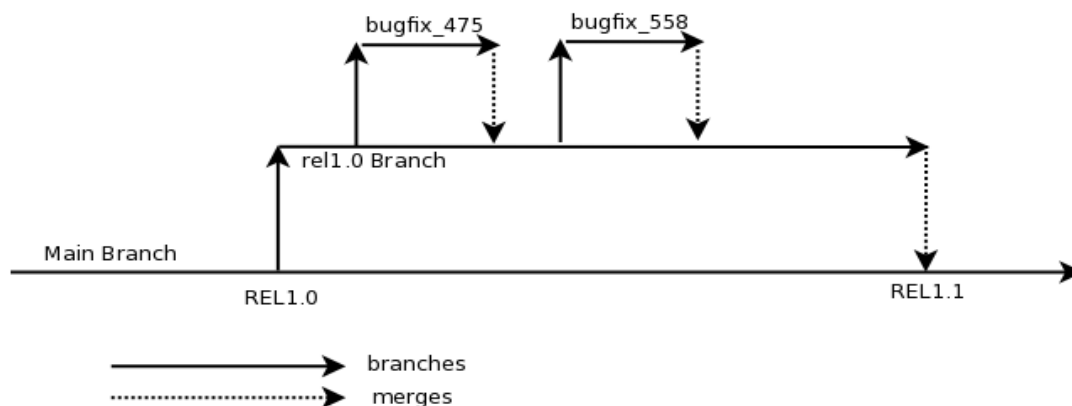 bugfix_475
bugfix_558
rel1.0 Branch
Main Branch
REL1.0
REL1.1
branches
merges